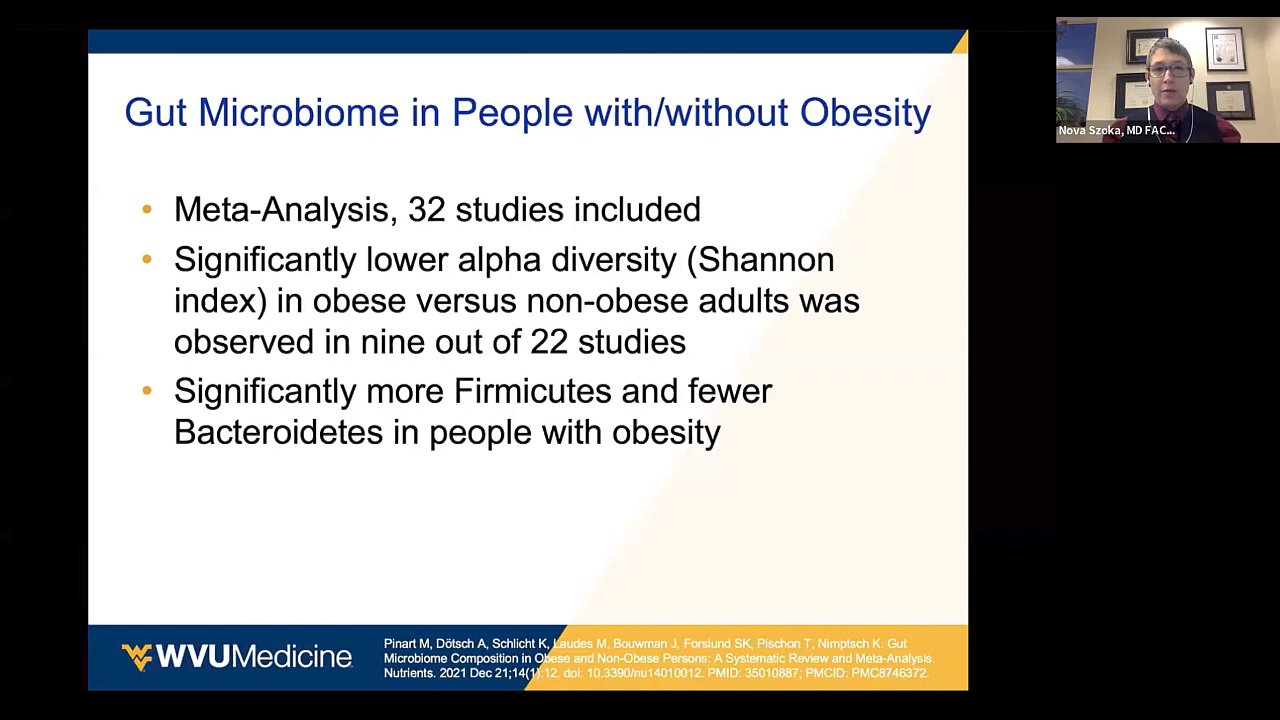 Gut Microbiome in People with/without Obesity
• Meta-Analysis, 32 studies included
• Significantly lower alpha diversity (Shannon
index) in obese versus non-obese adults was
observed in nine out of 22 studies
• Significantly more Firmicutes and fewer
Bacteroidetes in people with obesity
WVUMedicine
Pinart M, Dötsch A, Schlicht K, Laudes M, Bouwman J, Forslund SK, Pischon T, Nimptsch K. Gut
Microbiome Composition in Obese and Non-Obese Persons: A Systematic Review and Meta-Analysis.
Nutrients. 2021 Dec 21;14(1):12. doi: 10.3390/nu14010012. PMID: 35010887; PMCID: PMC8746372.
Nova Szoka, MD FAC...